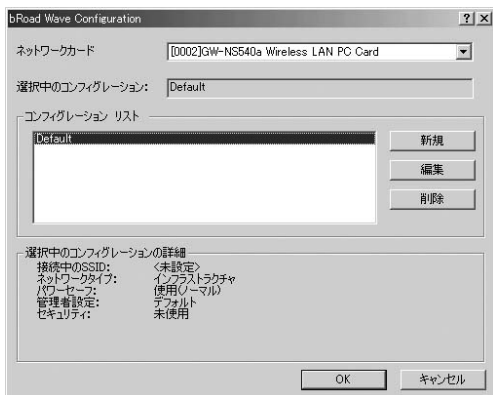 bRoad Wave Configuration
ネットワークカード [0002]GW-NS540a Wireless LAN PC Card
選択中のコンフィグレーション: Default
コンフィグレーション リスト
Default
新規
編集
削除
選択中のコンフィグレーションの詳細
接続中のSSID: <未設定>
ネットワークタイプ: インフラストラクチャ
パワーセーブ: 使用(ノーマル)
管理者設定: デフォルト
セキュリティ: 未使用
OK キャンセル